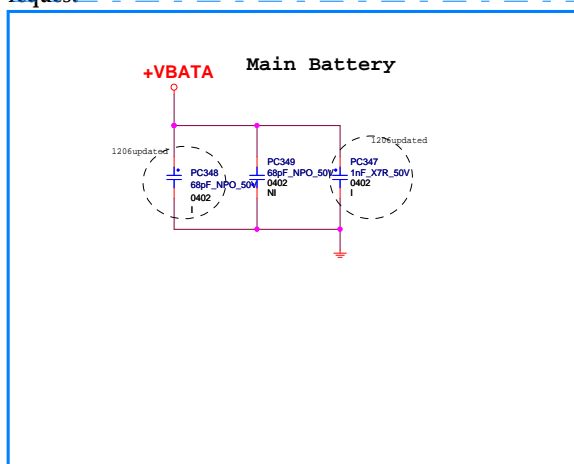 request
Main Battery
+VBATA
1206updated
1206updated
PC348
68pF_NPO_50V
0402
I
PC349
68pF_NPO_50V
0402
NI
PC347
1nF_X7R_50V
0402
I